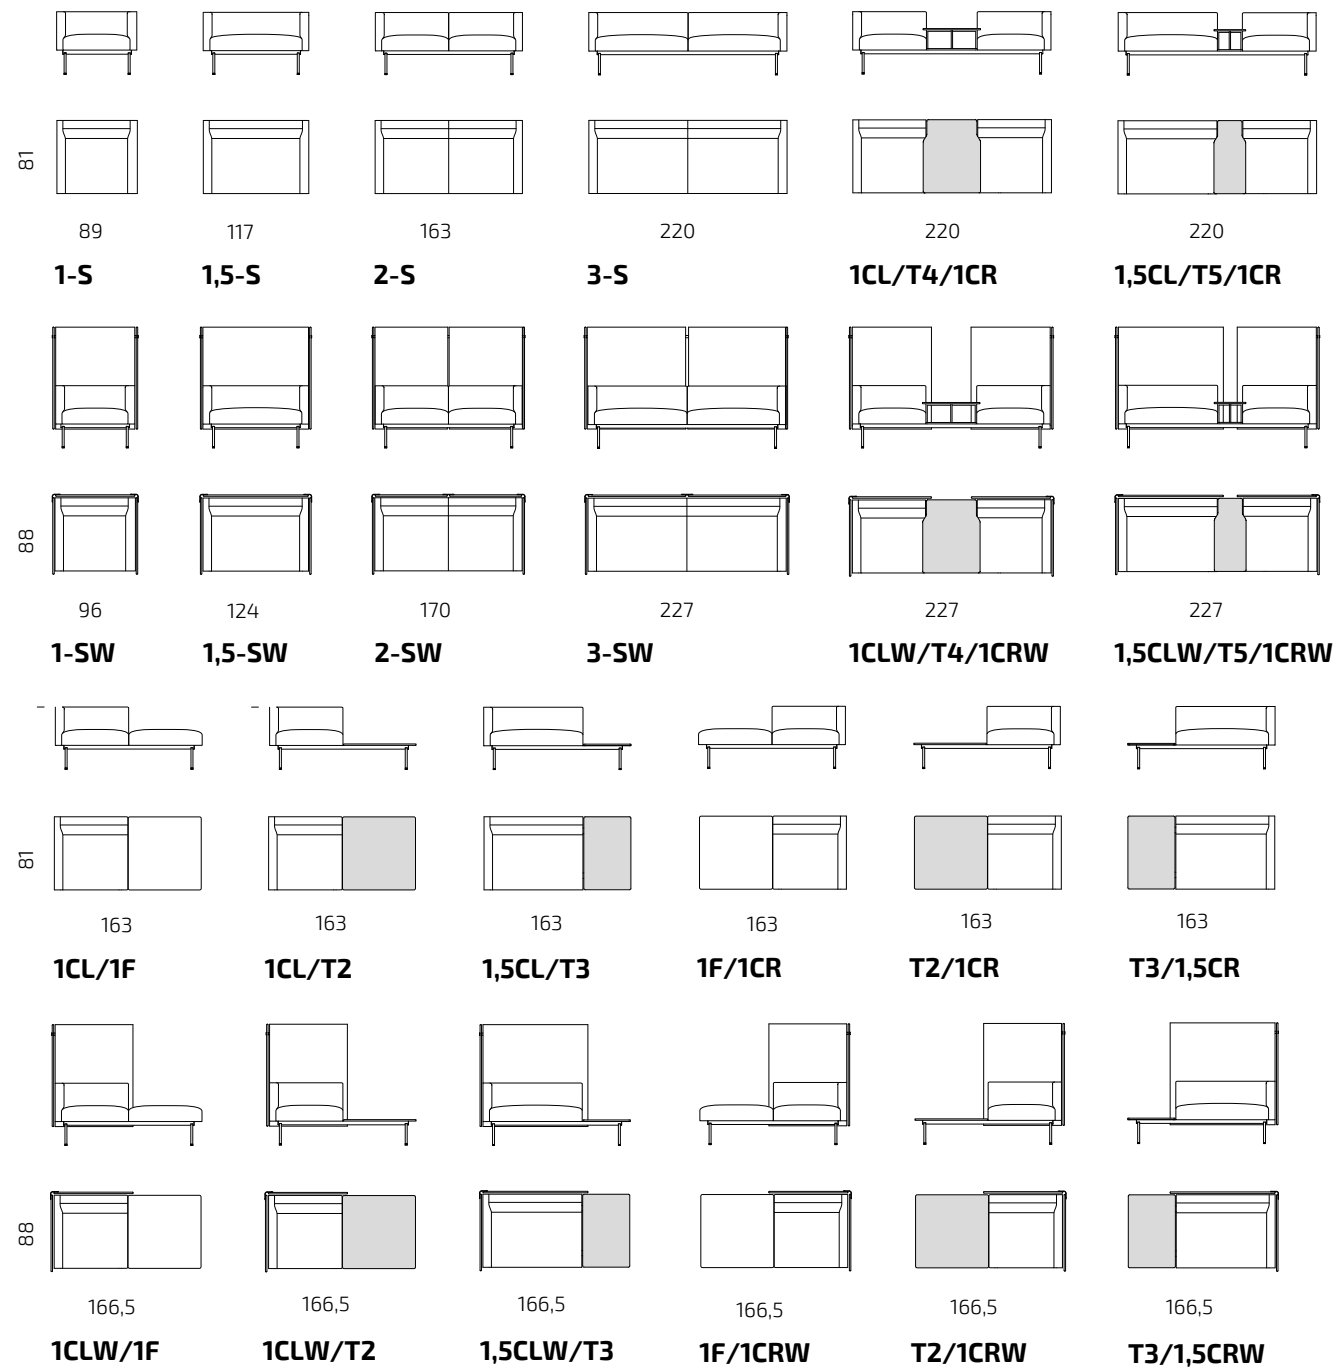 81
89 117 163 220 220 220
1-S 1,5-S 2-S 3-S 1CL/T4/1CR 1,5CL/T5/1CR
88
96 124 170 227 227 227
1-SW 1,5-SW 2-SW 3-SW 1CLW/T4/1CRW 1,5CLW/T5/1CRW
81
163 163 163 163 163 163
1CL/1F 1CL/T2 1,5CL/T3 1F/1CR T2/1CR T3/1,5CR
88
166,5 166,5 166,5 166,5 166,5 166,5
1CLW/1F 1CLW/T2 1,5CLW/T3 1F/1CRW T2/1CRW T3/1,5CRW